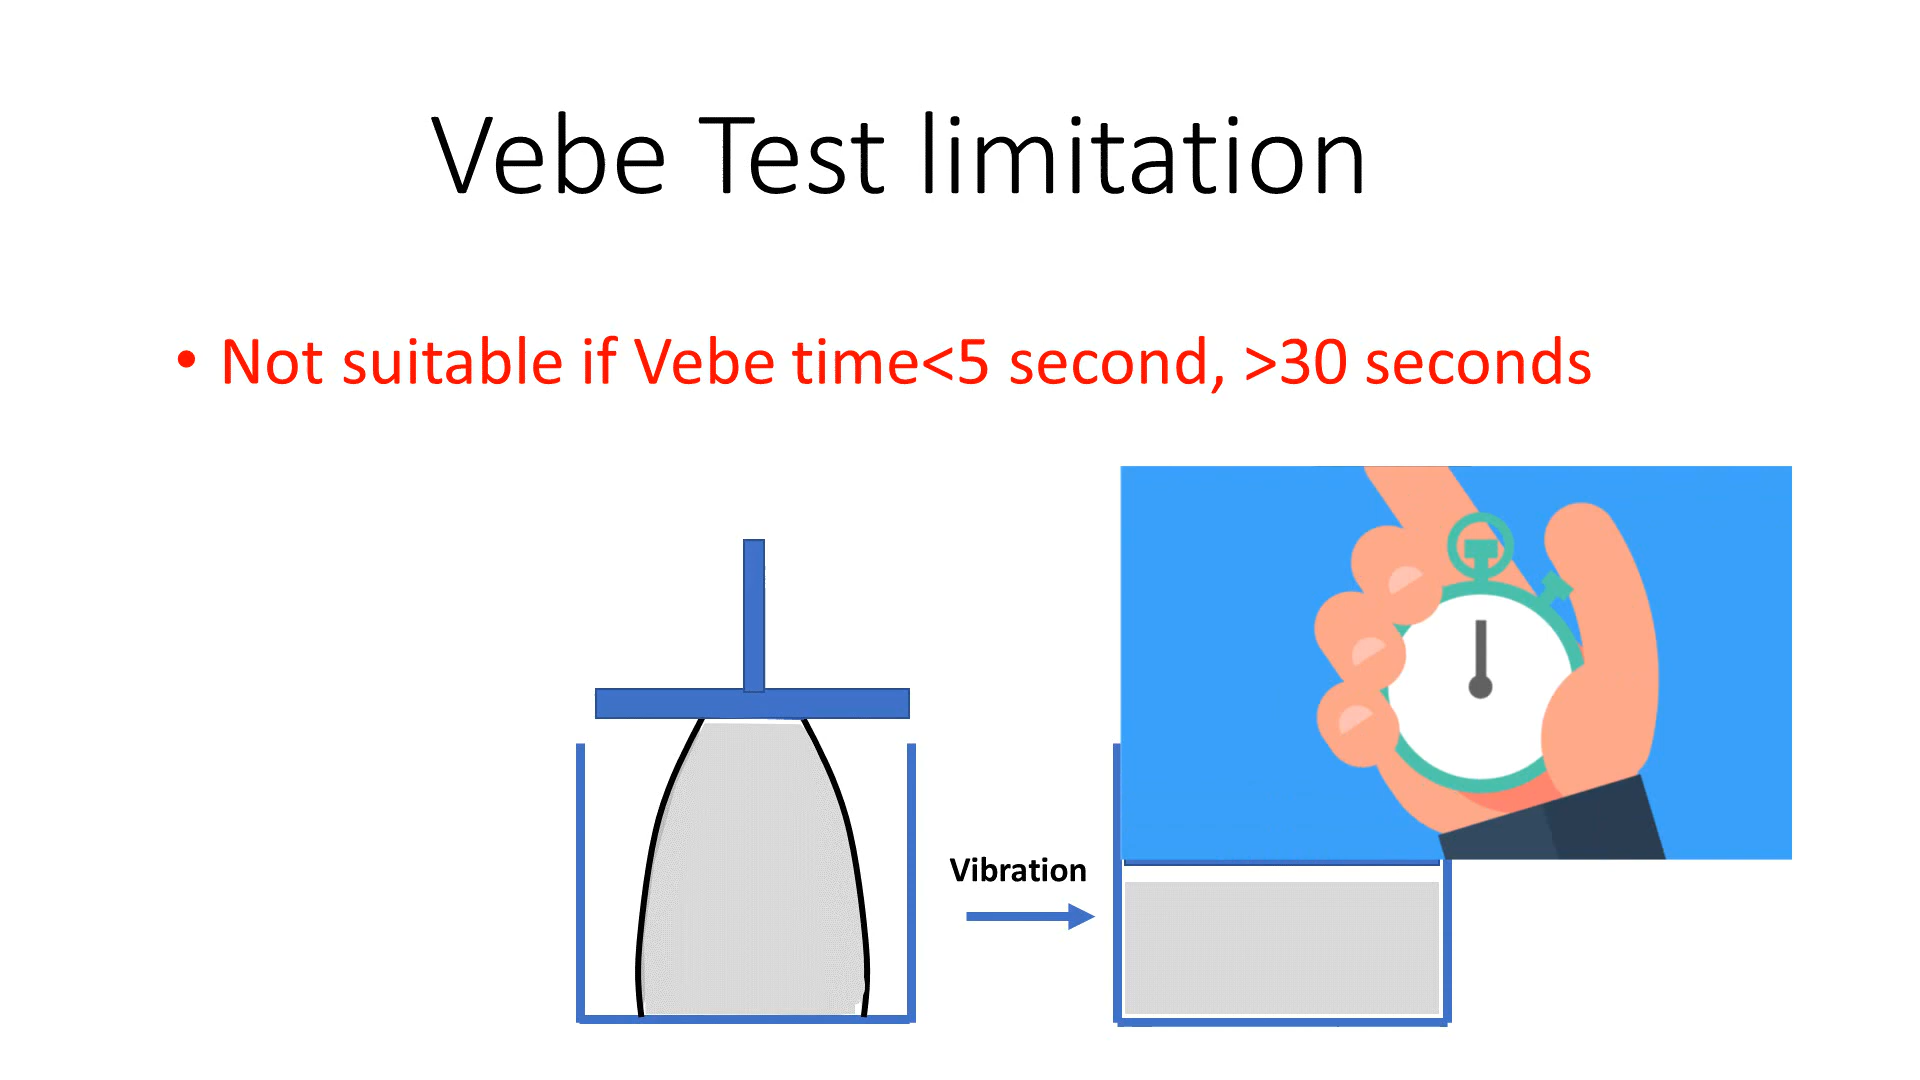 Vebe Test limitation
• Not suitable if Vebe time<5 second, >30 seconds
Vibration